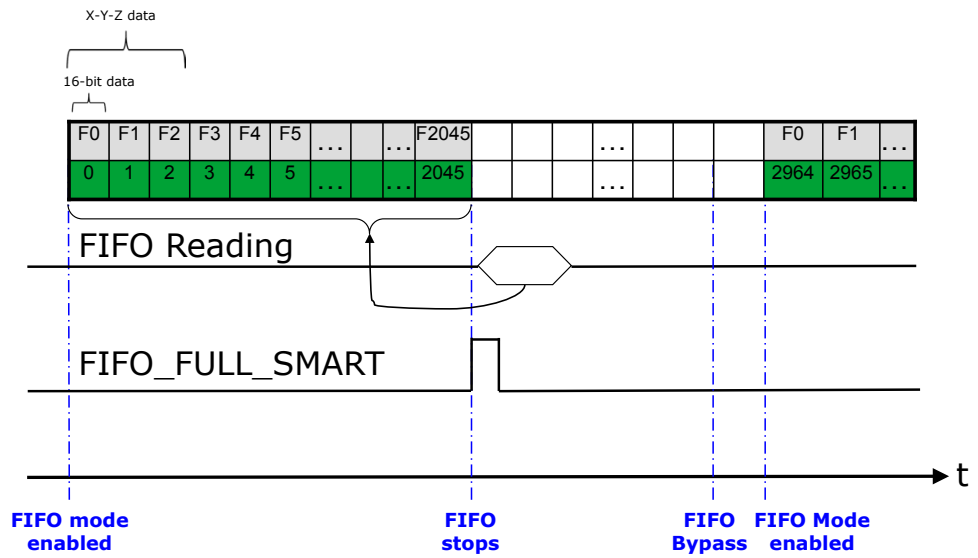 X-Y-Z data
16-bit data
F0 F1 F2 F3 F4 F5 ... ... F2045 ... F0 F1 ...
0 1 2 3 4 5 ... ... 2045 ... 2964 2965 ...
FIFO Reading
FIFO_FULL_SMART
t
FIFO mode enabled
FIFO stops
FIFO Bypass
FIFO Mode enabled